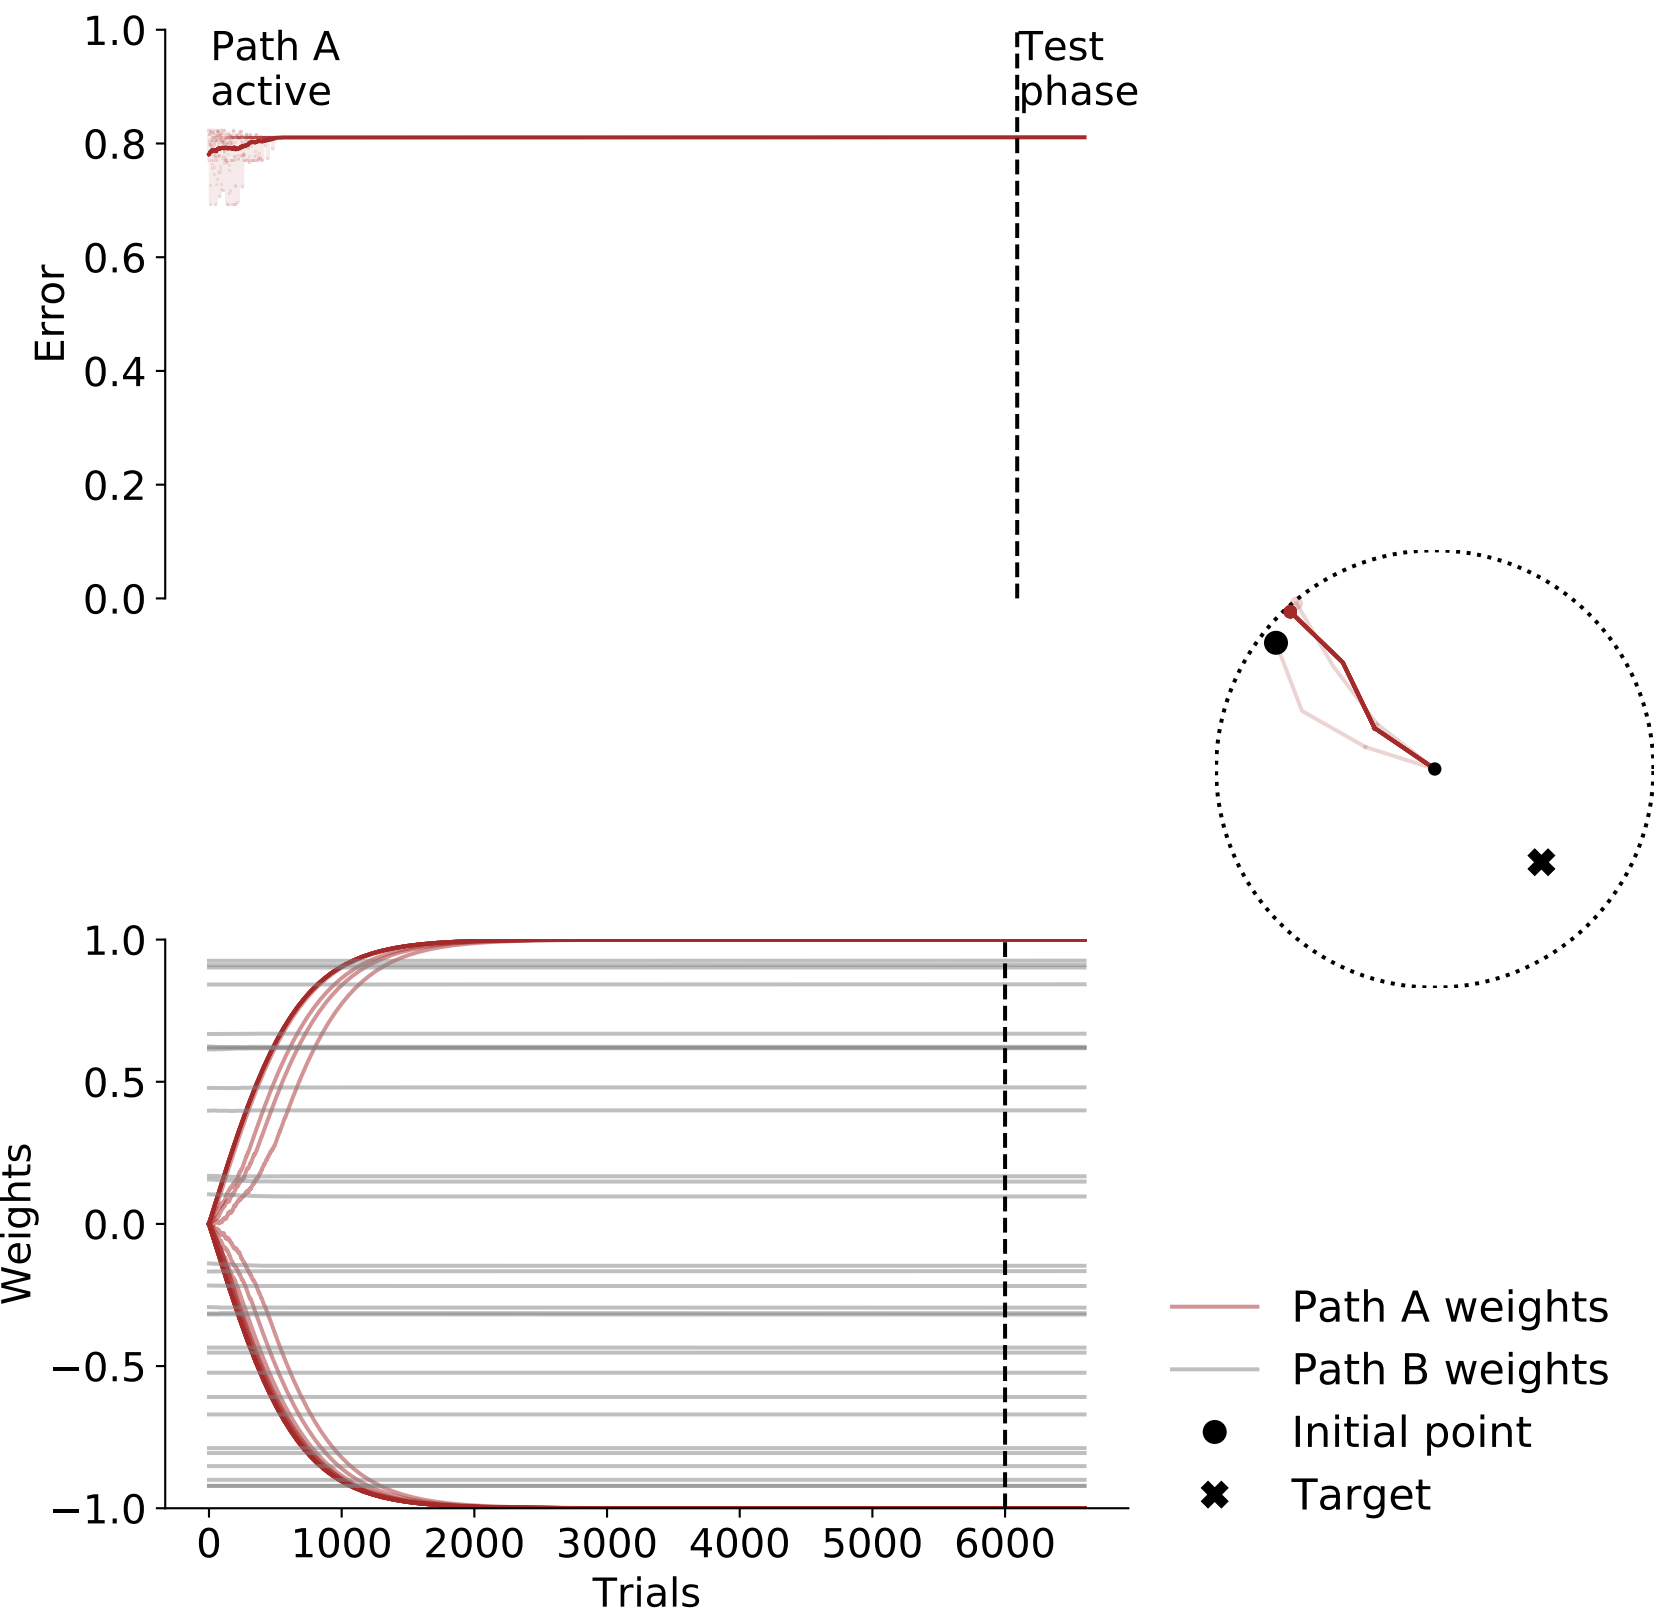 1.0
Path A
active
Test
phase
0.8
0.6
0.4
0.2
0.0
Error
1.0
0.5
0.0
−0.5
−1.0
Weights
0 1000 2000 3000 4000 5000 6000
Trials
Path A weights
Path B weights
Initial point
Target